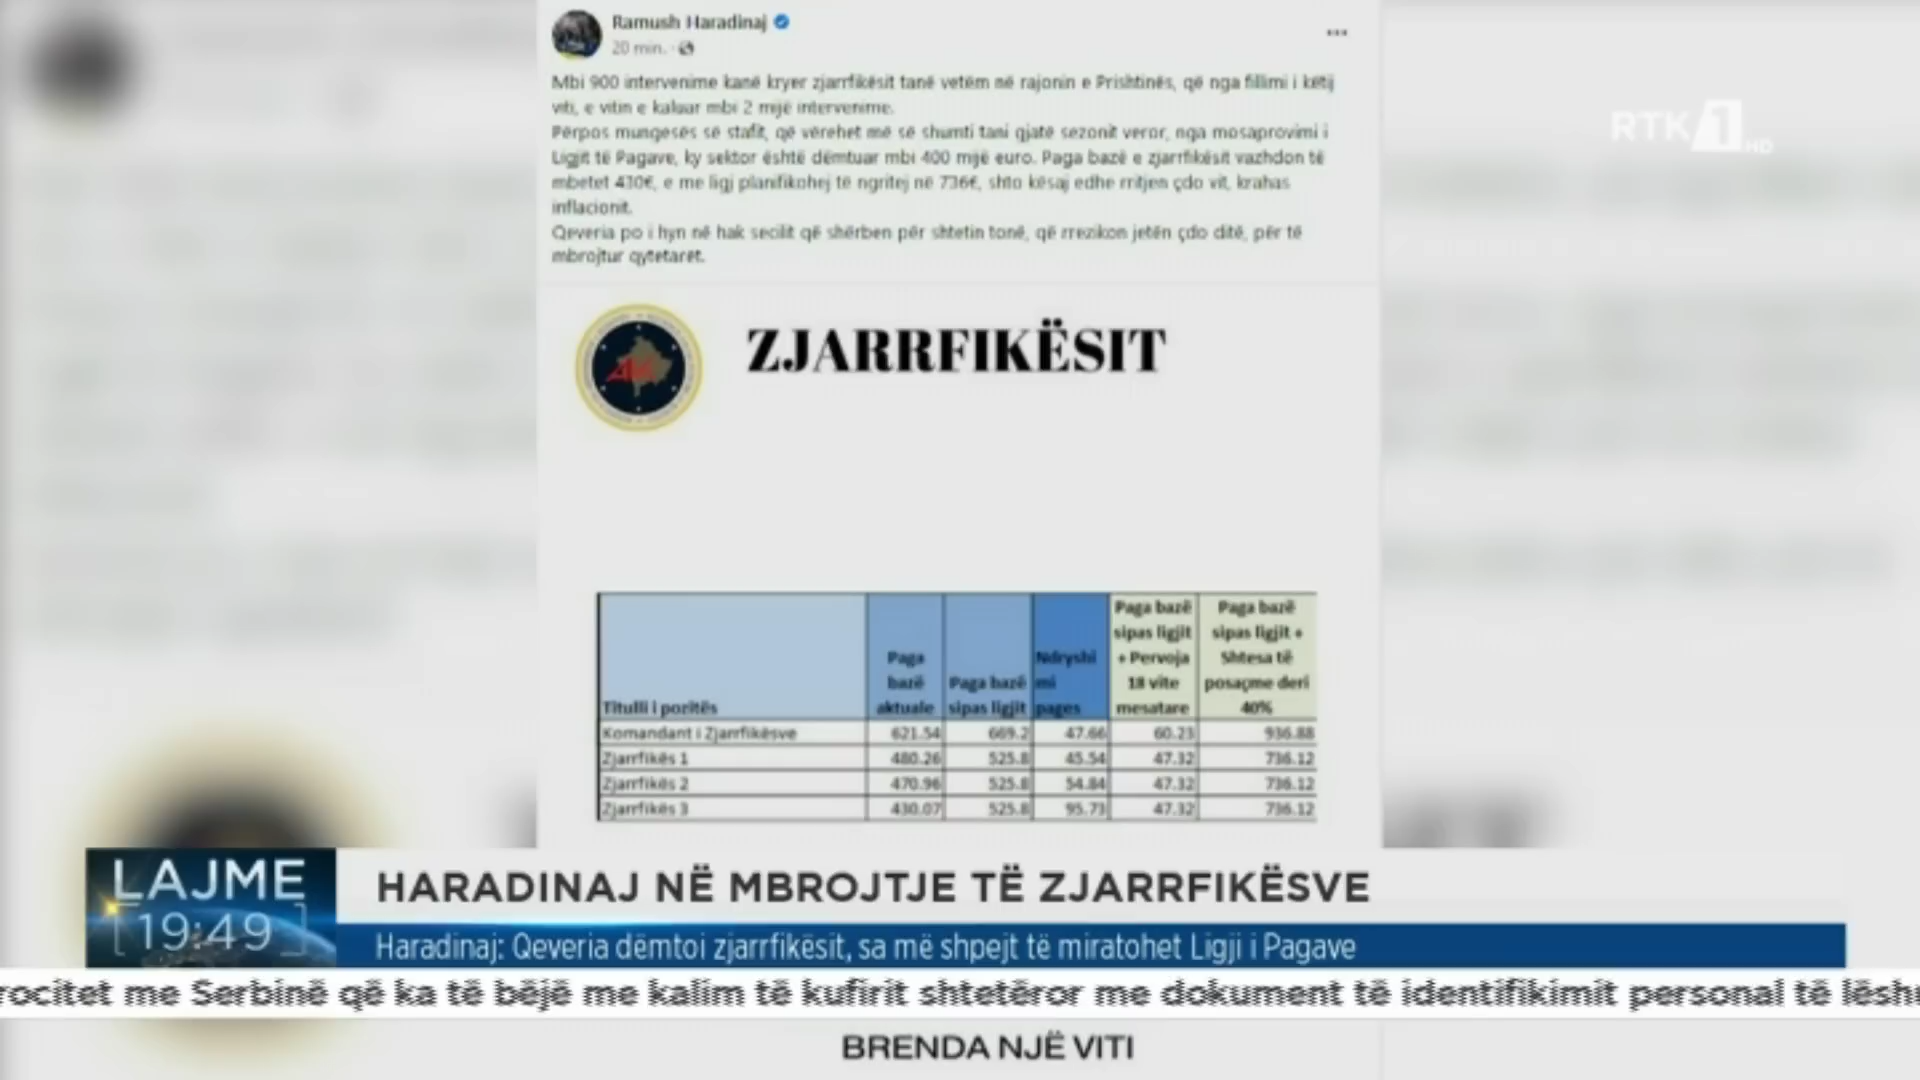 Ramush Haradinaj
20 min.
Mbi 900 intervenime kanë kryer zjarrfikësit tanë vetëm në rajonin e Prishtinës, që nga fillimi i këtij
viti, e vitin e kaluar mbi 2 mijë intervenime.
Përpos mungesës së stafit, që vërehet më së shumti tani gjatë sezonit veror, nga mosaprovimi i
Ligjit të Pagave, ky sektor është dëmtuar mbi 400 mijë euro. Paga bazë e zjarrfikësit vazhdon të
mbetet 430€, e me ligj planifikohej të ngritej në 736€, shto kësaj edhe rritjen çdo vit, krahas
inflacionit.
Qeveria po i hyn në hak secilit që shërben për shtetin tonë, që rrezikon jetën çdo ditë, për të
mbrojtur qytetarët.
RTK 1 HD
ZJARRFIKËSIT
Titulli i pozitës | Paga bazë aktuale | Paga bazë sipas ligjit | Ndryshimi pages | Paga bazë sipas ligjit + Pervoja 18 vite mesatare | Paga bazë sipas ligjit + Shtesa të posaçme deri 40%
Komandant i Zjarrfikësve | 621.54 | 669.2 | 47.66 | 60.23 | 936.88
Zjarrfikës 1 | 480.26 | 525.8 | 45.54 | 47.32 | 736.12
Zjarrfikës 2 | 470.96 | 525.8 | 54.84 | 47.32 | 736.12
Zjarrfikës 3 | 430.07 | 525.8 | 95.73 | 47.32 | 736.12
LAJME
19:49
HARADINAJ NË MBROJTJE TË ZJARRFIKËSVE
Haradinaj: Qeveria dëmtoi zjarrfikësit, sa më shpejt të miratohet Ligji i Pagave
rocitet me Serbinë që ka të bëjë me kalim të kufirit shtetëror me dokument të identifikimit personal të lësh
BRENDA NJË VITI